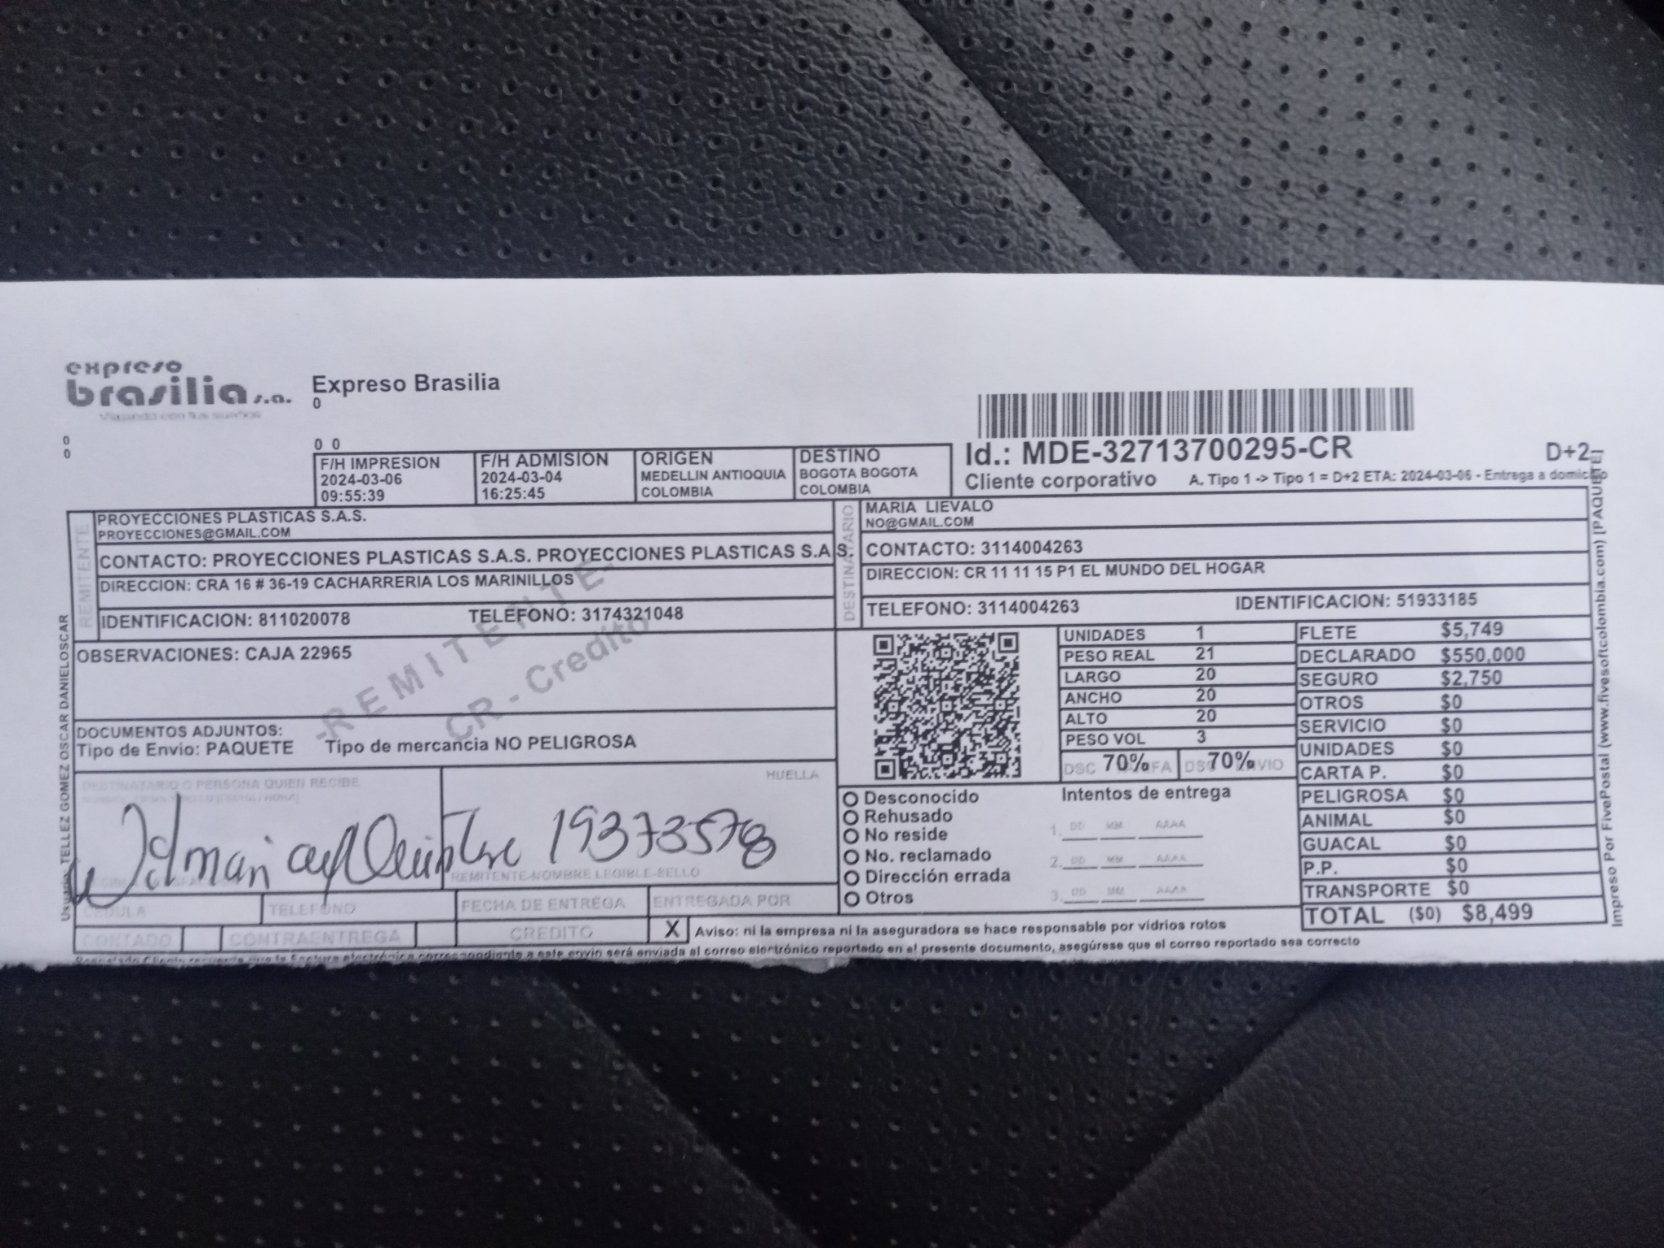 expreso
brasilia s.a.
Viajando con tus sueños
Expreso Brasilia
0
0
0
0 0
F/H IMPRESION
2024-03-06
09:55:39
F/H ADMISION
2024-03-04
16:25:45
ORIGEN
MEDELLIN ANTIOQUIA
COLOMBIA
DESTINO
BOGOTA BOGOTA
COLOMBIA
Id.: MDE-32713700295-CR
D+2
Cliente corporativo
A. Tipo 1 -> Tipo 1 = D+2 ETA: 2024-03-06 - Entrega a domicilio
REMITENTE
PROYECCIONES PLASTICAS S.A.S.
PROYECCIONES@GMAIL.COM
CONTACTO: PROYECCIONES PLASTICAS S.A.S. PROYECCIONES PLASTICAS S.A.S.
DIRECCION: CRA 16 # 36-19 CACHARRERIA LOS MARINILLOS
IDENTIFICACION: 811020078 TELEFONO: 3174321048
DESTINATARIO
MARIA LIEVALO
NO@GMAIL.COM
CONTACTO: 3114004263
DIRECCION: CR 11 11 15 P1 EL MUNDO DEL HOGAR
TELEFONO: 3114004263 IDENTIFICACION: 51933185
OBSERVACIONES: CAJA 22965
-REMITENTE-
CR - Credito
DOCUMENTOS ADJUNTOS:
Tipo de Envio: PAQUETE Tipo de mercancia NO PELIGROSA
UNIDADES 1
PESO REAL 21
LARGO 20
ANCHO 20
ALTO 20
PESO VOL 3
DSC 70% DSC 70% ENVIO
FLETE $5,749
DECLARADO $550,000
SEGURO $2,750
OTROS $0
SERVICIO $0
UNIDADES $0
CARTA P. $0
PELIGROSA $0
ANIMAL $0
GUACAL $0
P.P. $0
TRANSPORTE $0
TOTAL ($0) $8,499
DESTINATARIO O PERSONA QUIEN RECIBE
HUELLA
19373578
REMITENTE-NOMBRE LEGIBLE-SELLO
CEDULA
TELEFONO
FECHA DE ENTREGA
ENTREGADA POR
CONTADO
CONTRAENTREGA
CREDITO
X
Desconocido
Rehusado
No reside
No. reclamado
Dirección errada
Otros
Intentos de entrega
1. DD MM AAAA
2. DD MM AAAA
3. DD MM AAAA
Aviso: ni la empresa ni la aseguradora se hace responsable por vidrios rotos
la factura electrónica correspondiente a este envio será enviada al correo electrónico reportado en el presente documento, asegúrese que el correo reportado sea correcto
Usuario: TELLEZ GOMEZ OSCAR DANIELOSCAR
Impreso Por FivePostal (www.fivesoftcolombia.com) [PAQUETE]